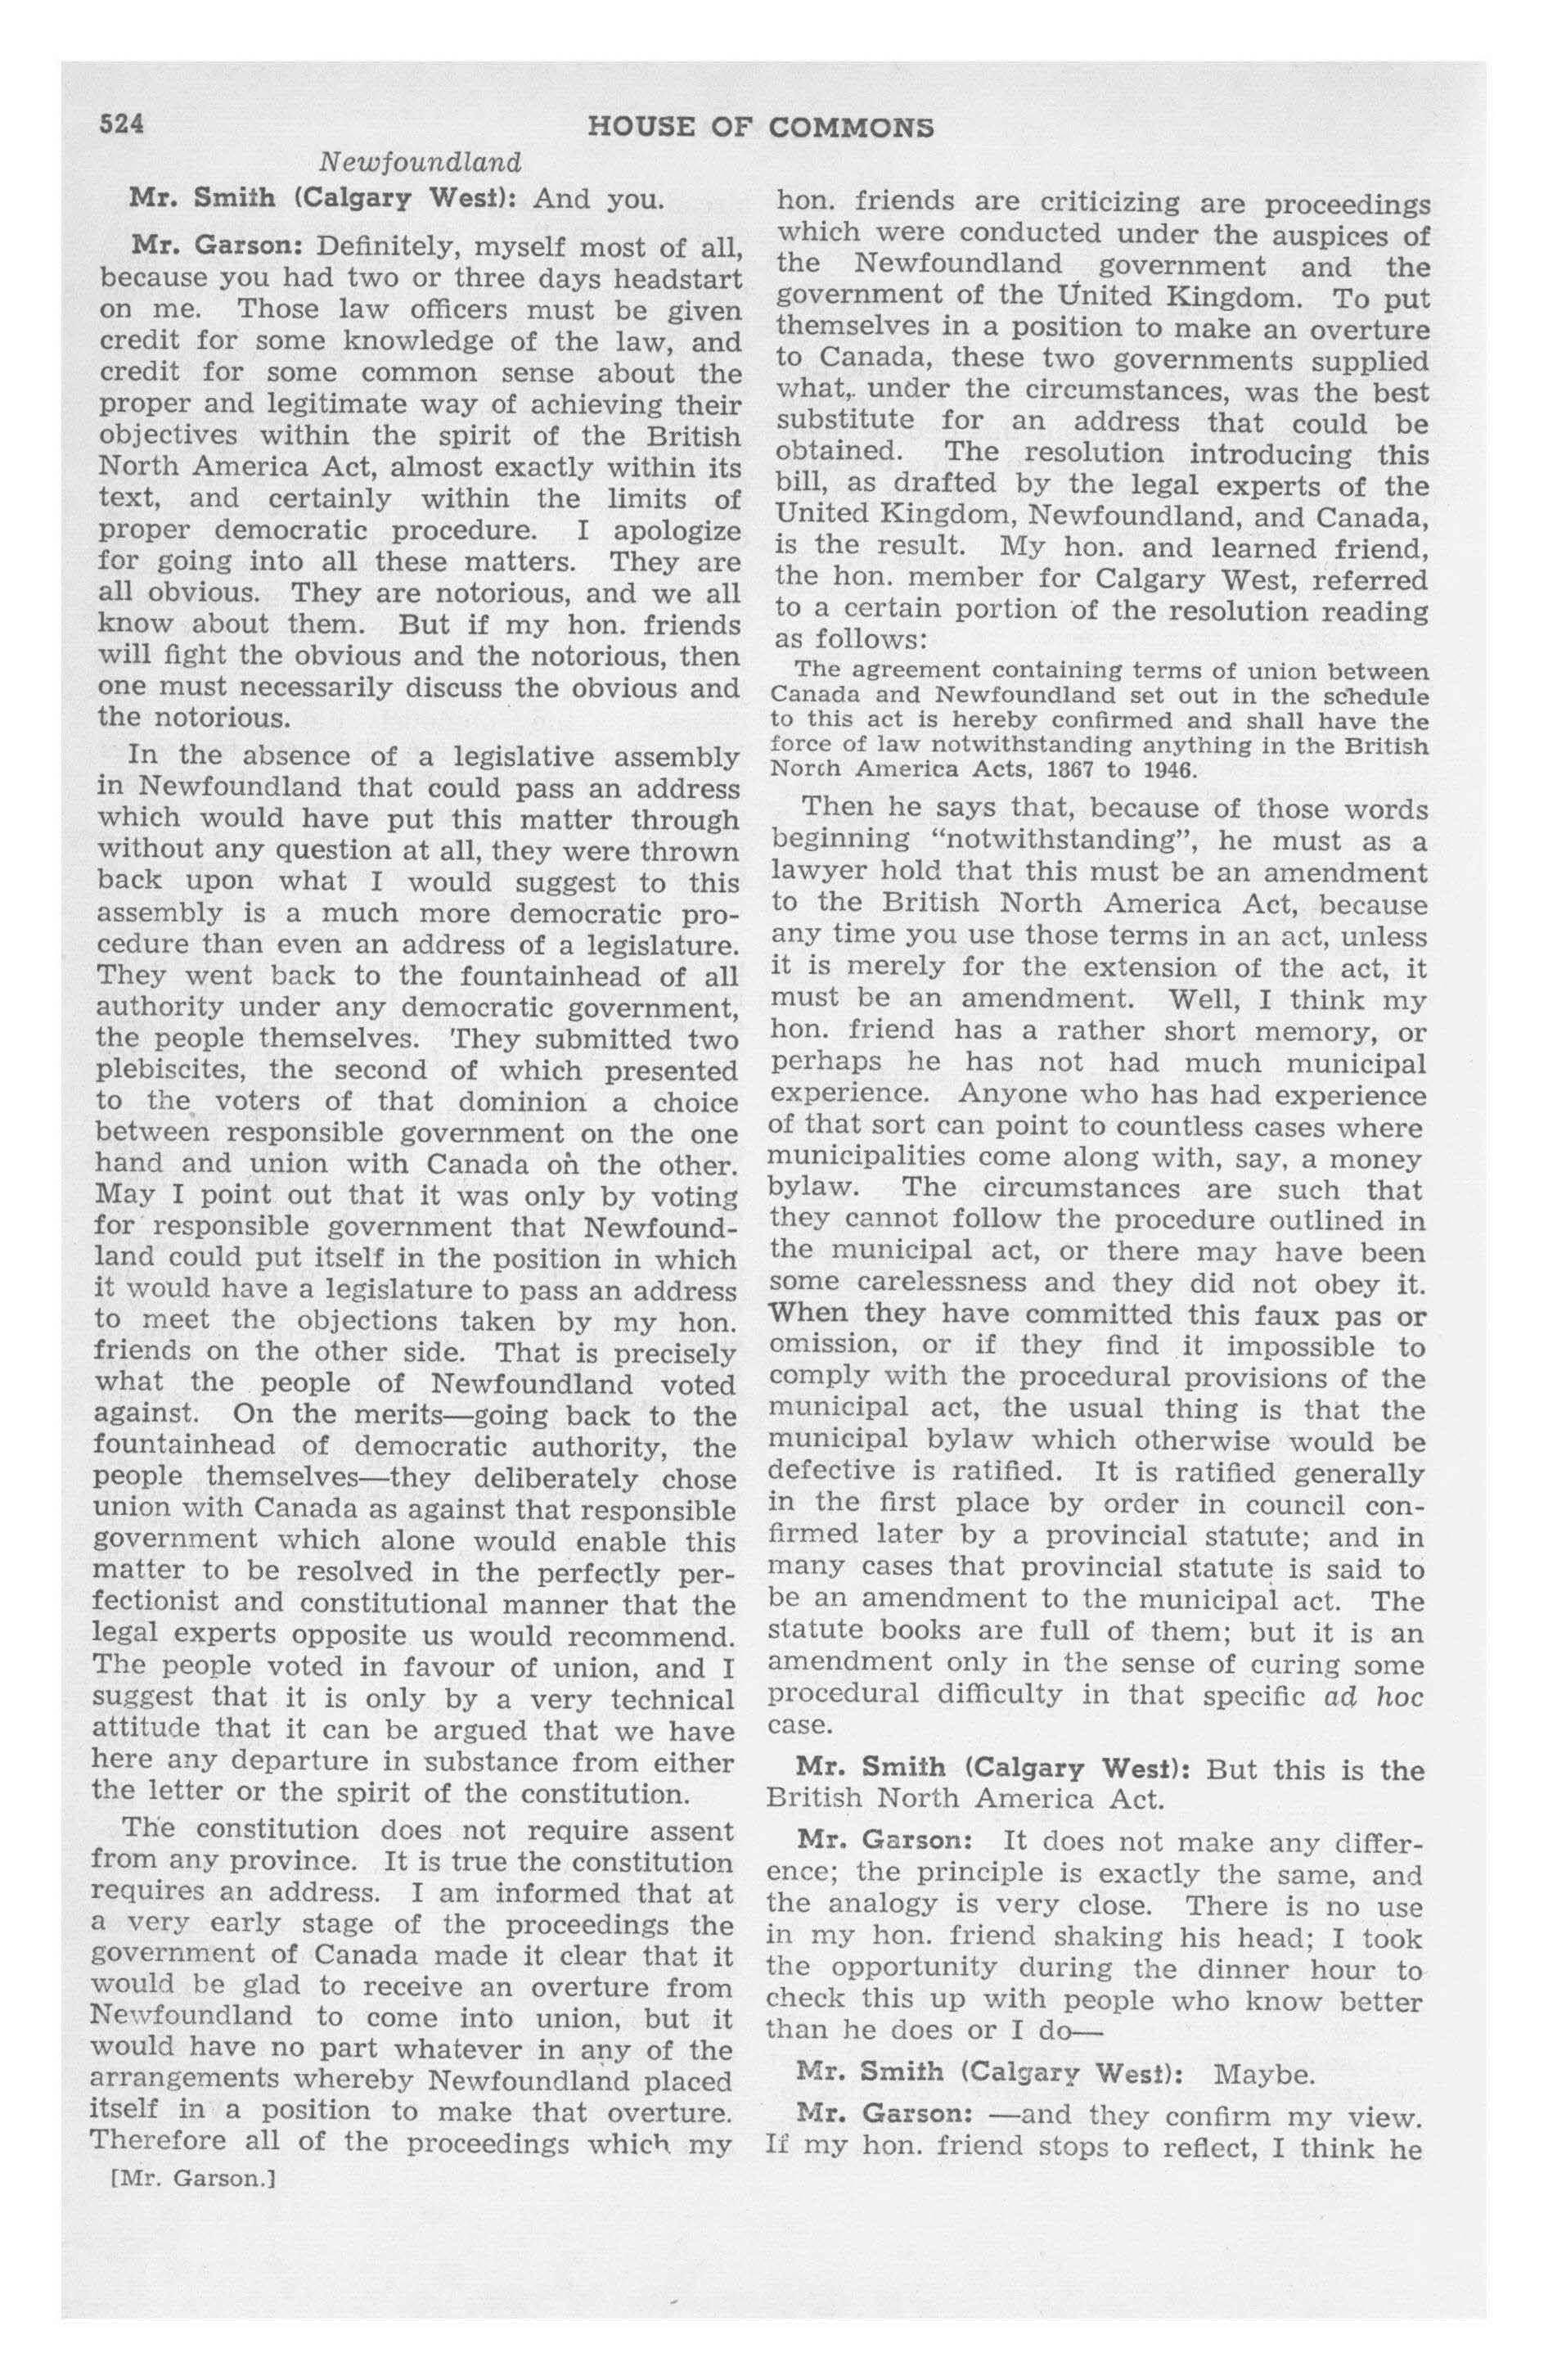 524
HOUSE OF COMMONS
Newfoundland
Mr. Smith (Calgary West): And you.
Mr. Garson: Definitely, myself most of all,
because you had two or three days headstart
on me. Those law officers must be given
credit for some knowledge of the law, and
credit for some common sense about the
proper and legitimate way of achieving their
objectives within the spirit of the British
North America Act, almost exactly within its
text, and certainly within the limits of
proper democratic procedure. I apologize
for going into all these matters. They are
all obvious. They are notorious, and we all
know about them. But if my hon. friends
will fight the obvious and the notorious, then
one must necessarily discuss the obvious and
the notorious.
In the absence of a legislative assembly
in Newfoundland that could pass an address
which would have put this matter through
without any question at all, they were thrown
back upon what I would suggest to this
assembly is a much more democratic pro-
cedure than even an address of a legislature.
They went back to the fountainhead of all
authority under any democratic government,
the people themselves. They submitted two
plebiscites, the second of which presented
to the voters of that dominion a choice
between responsible government on the one
hand and union with Canada on the other.
May I point out that it was only by voting
for responsible government that Newfound-
land could put itself in the position in which
it would have a legislature to pass an address
to meet the objections taken by my hon.
friends on the other side. That is precisely
what the people of Newfoundland voted
against. On the merits—going back to the
fountainhead of democratic authority, the
people themselves—they deliberately chose
union with Canada as against that responsible
government which alone would enable this
matter to be resolved in the perfectly per-
fectionist and constitutional manner that the
legal experts opposite us would recommend.
The people voted in favour of union, and I
suggest that it is only by a very technical
attitude that it can be argued that we have
here any departure in substance from either
the letter or the spirit of the constitution.
The constitution does not require assent
from any province. It is true the constitution
requires an address. I am informed that at
a very early stage of the proceedings the
government of Canada made it clear that it
would be glad to receive an overture from
Newfoundland to come into union, but it
would have no part whatever in any of the
arrangements whereby Newfoundland placed
itself in a position to make that overture.
Therefore all of the proceedings which my
[Mr. Garson.]
hon. friends are criticizing are proceedings
which were conducted under the auspices of
the Newfoundland government and the
government of the United Kingdom. To put
themselves in a position to make an overture
to Canada, these two governments supplied
what, under the circumstances, was the best
substitute for an address that could be
obtained. The resolution introducing this
bill, as drafted by the legal experts of the
United Kingdom, Newfoundland, and Canada,
is the result. My hon. and learned friend,
the hon. member for Calgary West, referred
to a certain portion of the resolution reading
as follows:
The agreement containing terms of union between
Canada and Newfoundland set out in the schedule
to this act is hereby confirmed and shall have the
force of law notwithstanding anything in the British
North America Acts, 1867 to 1946.
Then he says that, because of those words
beginning "notwithstanding", he must as a
lawyer hold that this must be an amendment
to the British North America Act, because
any time you use those terms in an act, unless
it is merely for the extension of the act, it
must be an amendment. Well, I think my
hon. friend has a rather short memory, or
perhaps he has not had much municipal
experience. Anyone who has had experience
of that sort can point to countless cases where
municipalities come along with, say, a money
bylaw. The circumstances are such that
they cannot follow the procedure outlined in
the municipal act, or there may have been
some carelessness and they did not obey it.
When they have committed this faux pas or
omission, or if they find it impossible to
comply with the procedural provisions of the
municipal act, the usual thing is that the
municipal bylaw which otherwise would be
defective is ratified. It is ratified generally
in the first place by order in council con-
firmed later by a provincial statute; and in
many cases that provincial statute is said to
be an amendment to the municipal act. The
statute books are full of them; but it is an
amendment only in the sense of curing some
procedural difficulty in that specific ad hoc
case.
Mr. Smith (Calgary West): But this is the
British North America Act.
Mr. Garson: It does not make any differ-
ence; the principle is exactly the same, and
the analogy is very close. There is no use
in my hon. friend shaking his head; I took
the opportunity during the dinner hour to
check this up with people who know better
than he does or I do—
Mr. Smith (Calgary West): Maybe.
Mr. Garson: —and they confirm my view.
If my hon. friend stops to reflect, I think he